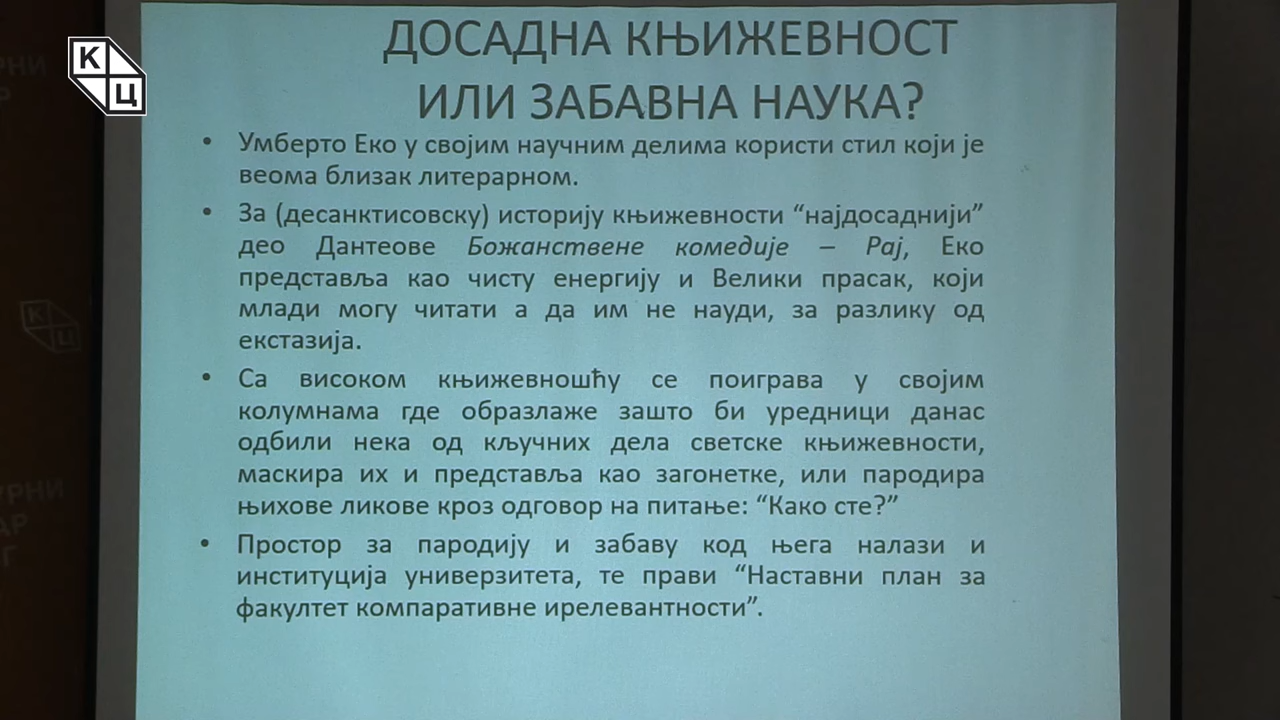 К
Ц
ДОСАДНА КЊИЖЕВНОСТ
ИЛИ ЗАБАВНА НАУКА?
• Умберто Еко у својим научним делима користи стил који је
веома близак литерарном.
• За (десанктисовску) историју књижевности “најдосаднији”
део Дантеове Божанствене комедије – Рај, Еко
представља као чисту енергију и Велики прасак, који
млади могу читати а да им не науди, за разлику од
екстазија.
• Са високом књижевношћу се поиграва у својим
колумнама где образлаже зашто би уредници данас
одбили нека од кључних дела светске књижевности,
маскира их и представља као загонетке, или пародира
њихове ликове кроз одговор на питање: “Како сте?”
• Простор за пародију и забаву код њега налази и
институција универзитета, те прави “Наставни план за
факултет компаративне ирелевантности”.
К
Ц